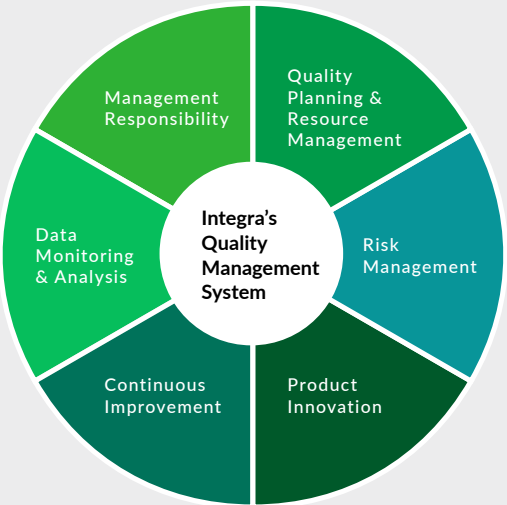 Management
Responsibility
Quality
Planning &
Resource
Management
Data
Monitoring
& Analysis
Integra’s
Quality
Management
System
Risk
Management
Continuous
Improvement
Product
Innovation